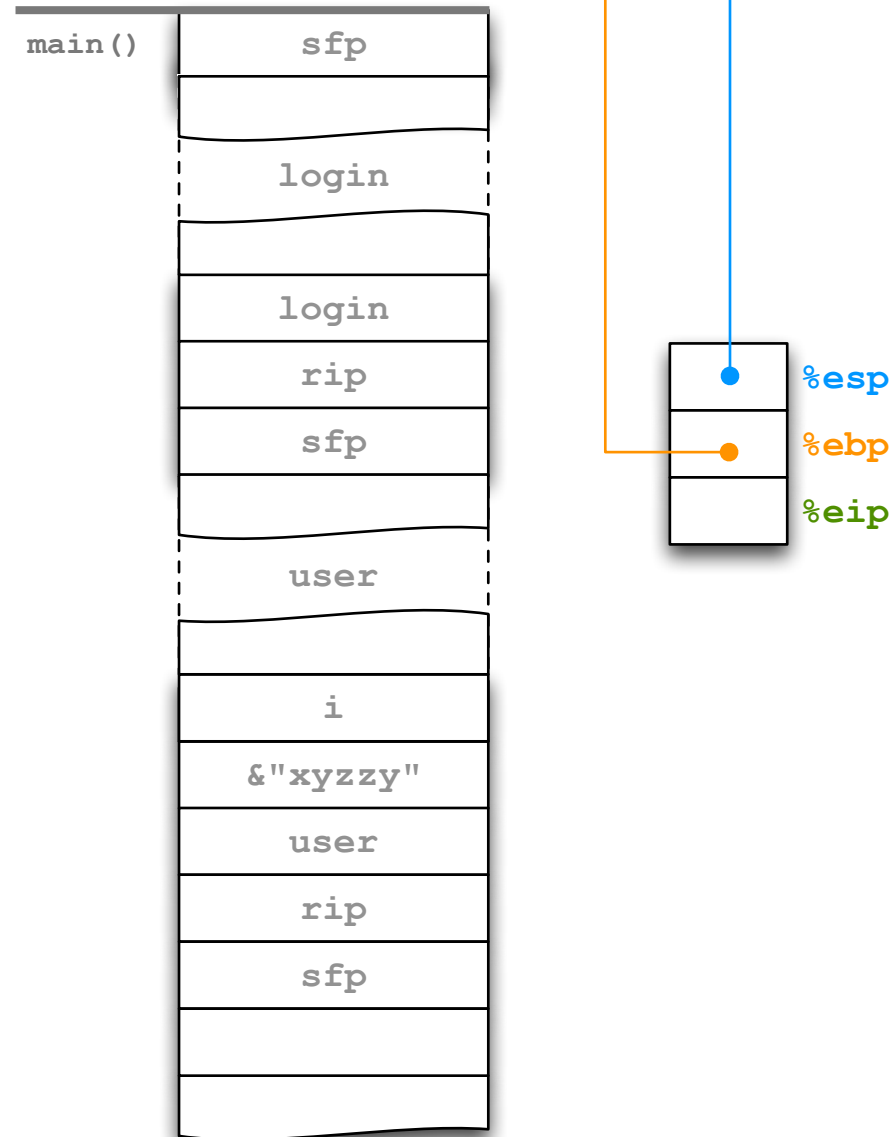 main()
sfp
login
login
rip
sfp
user
i
&"xyzzy"
user
rip
sfp
%esp
%ebp
%eip